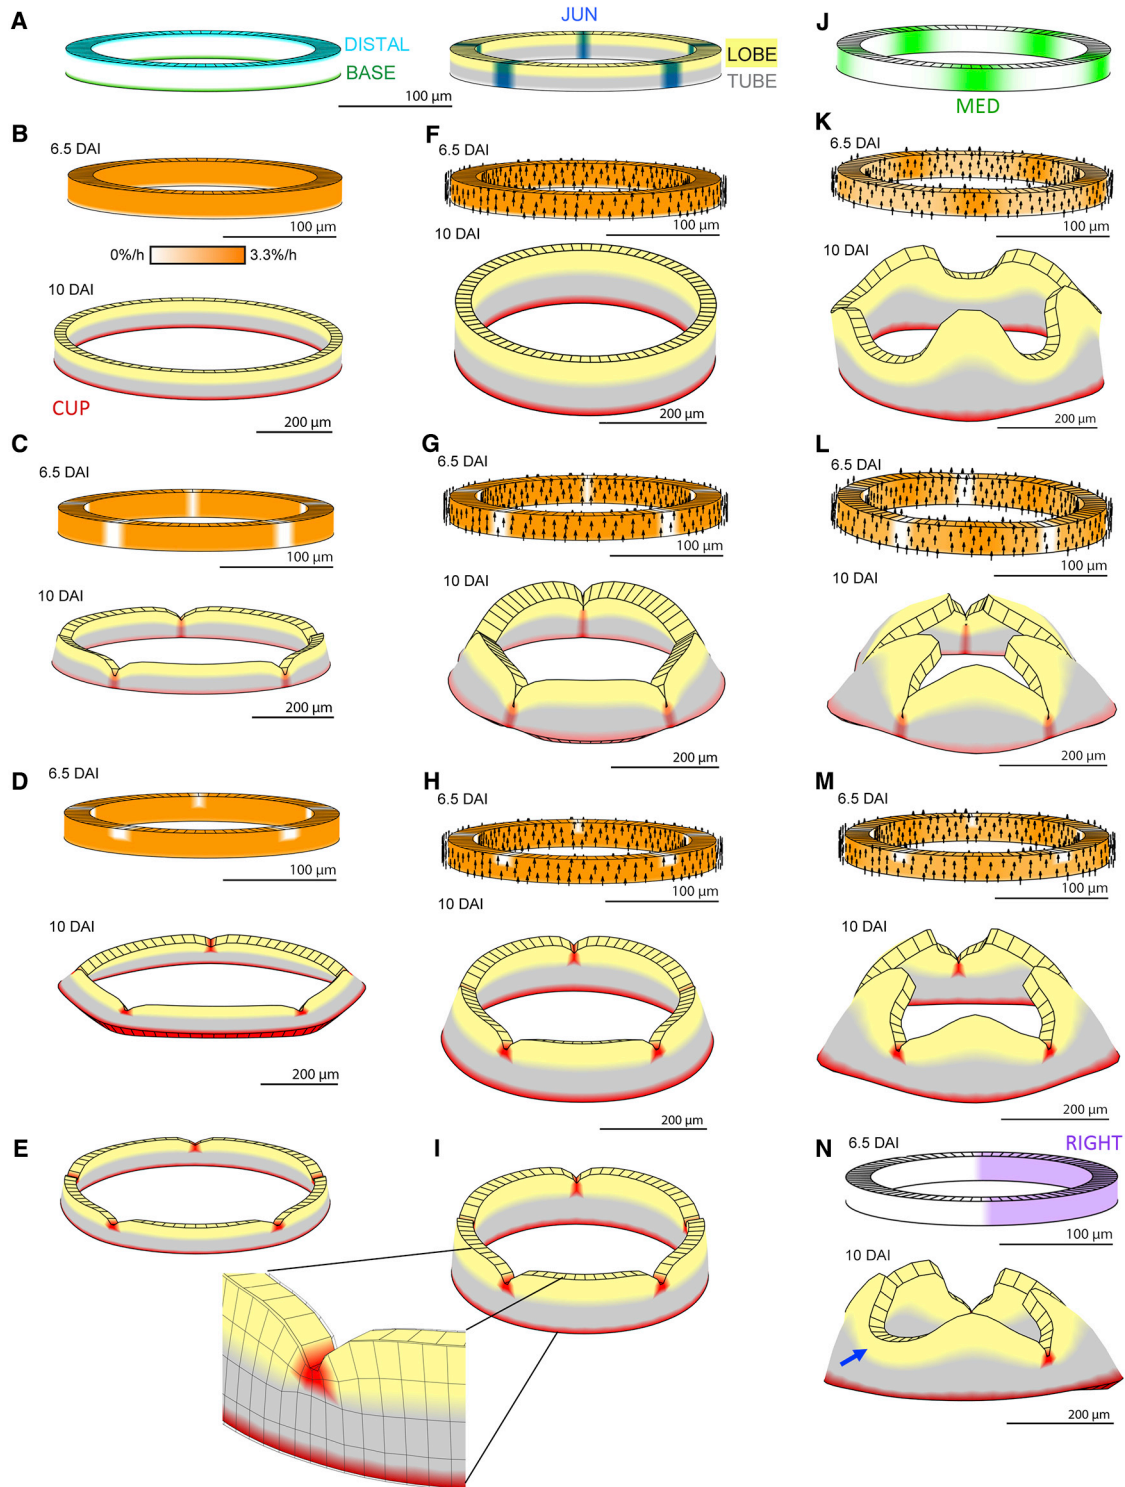 A
DISTAL
BASE
100 µm
JUN
LOBE
TUBE
J
MED
B
6.5 DAI
100 µm
0%/h 3.3%/h
10 DAI
CUP
200 µm
F
6.5 DAI
100 µm
10 DAI
200 µm
K
6.5 DAI
100 µm
10 DAI
200 µm
C
6.5 DAI
100 µm
10 DAI
200 µm
G
6.5 DAI
100 µm
10 DAI
200 µm
L
6.5 DAI
100 µm
10 DAI
200 µm
D
6.5 DAI
100 µm
10 DAI
200 µm
H
6.5 DAI
100 µm
10 DAI
200 µm
M
6.5 DAI
100 µm
10 DAI
200 µm
E
I
N
6.5 DAI
RIGHT
100 µm
10 DAI
200 µm